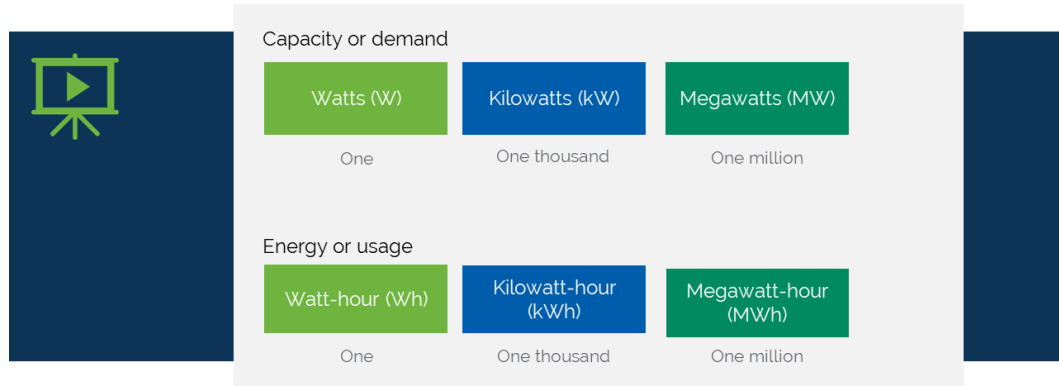 Capacity or demand
Watts (W)
Kilowatts (kW)
Megawatts (MW)
One
One thousand
One million
Energy or usage
Watt-hour (Wh)
Kilowatt-hour
(kWh)
Megawatt-hour
(MWh)
One
One thousand
One million